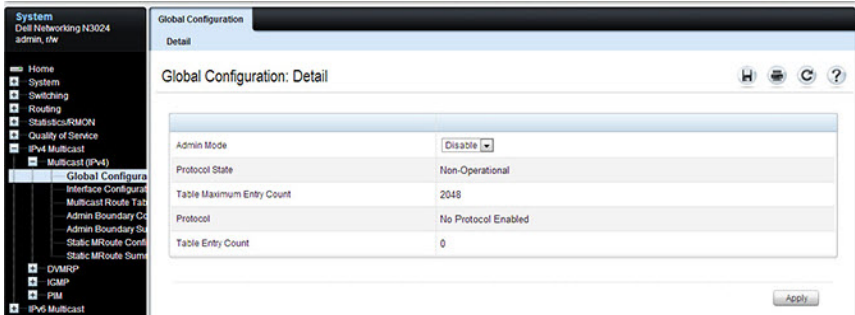 System
Dell Networking N3024
admin, r/w
Home
System
Switching
Routing
Statistics/RMON
Quality of Service
IPv4 Multicast
Multicast (IPv4)
Global Configura
Interface Configurat
Multicast Route Tab
Admin Boundary Co
Admin Boundary Su
Static MRoute Confi
Static MRoute Summ
DVMRP
IGMP
PIM
IPv6 Multicast
Global Configuration
Detail
Global Configuration: Detail
Admin Mode Disable
Protocol State Non-Operational
Table Maximum Entry Count 2048
Protocol No Protocol Enabled
Table Entry Count 0
Apply